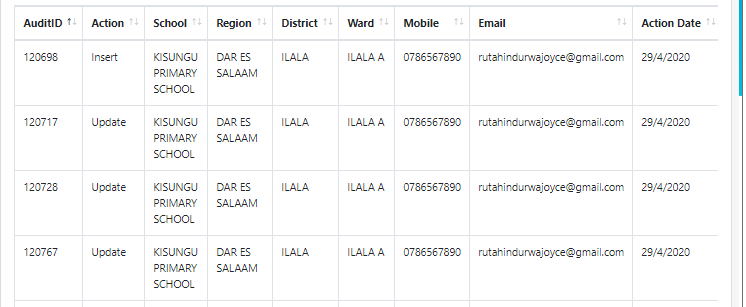 AuditID Action School Region District Ward Mobile Email Action Date
120698 Insert KISUNGU DAR ES ILALA ILALA A 0786567890 rutahindurwajoyce@gmail.com 29/4/2020
PRIMARY SALAAM
SCHOOL
120717 Update KISUNGU DAR ES ILALA ILALA A 0786567890 rutahindurwajoyce@gmail.com 29/4/2020
PRIMARY SALAAM
SCHOOL
120728 Update KISUNGU DAR ES ILALA ILALA A 0786567890 rutahindurwajoyce@gmail.com 29/4/2020
PRIMARY SALAAM
SCHOOL
120767 Update KISUNGU DAR ES ILALA ILALA A 0786567890 rutahindurwajoyce@gmail.com 29/4/2020
PRIMARY SALAAM
SCHOOL